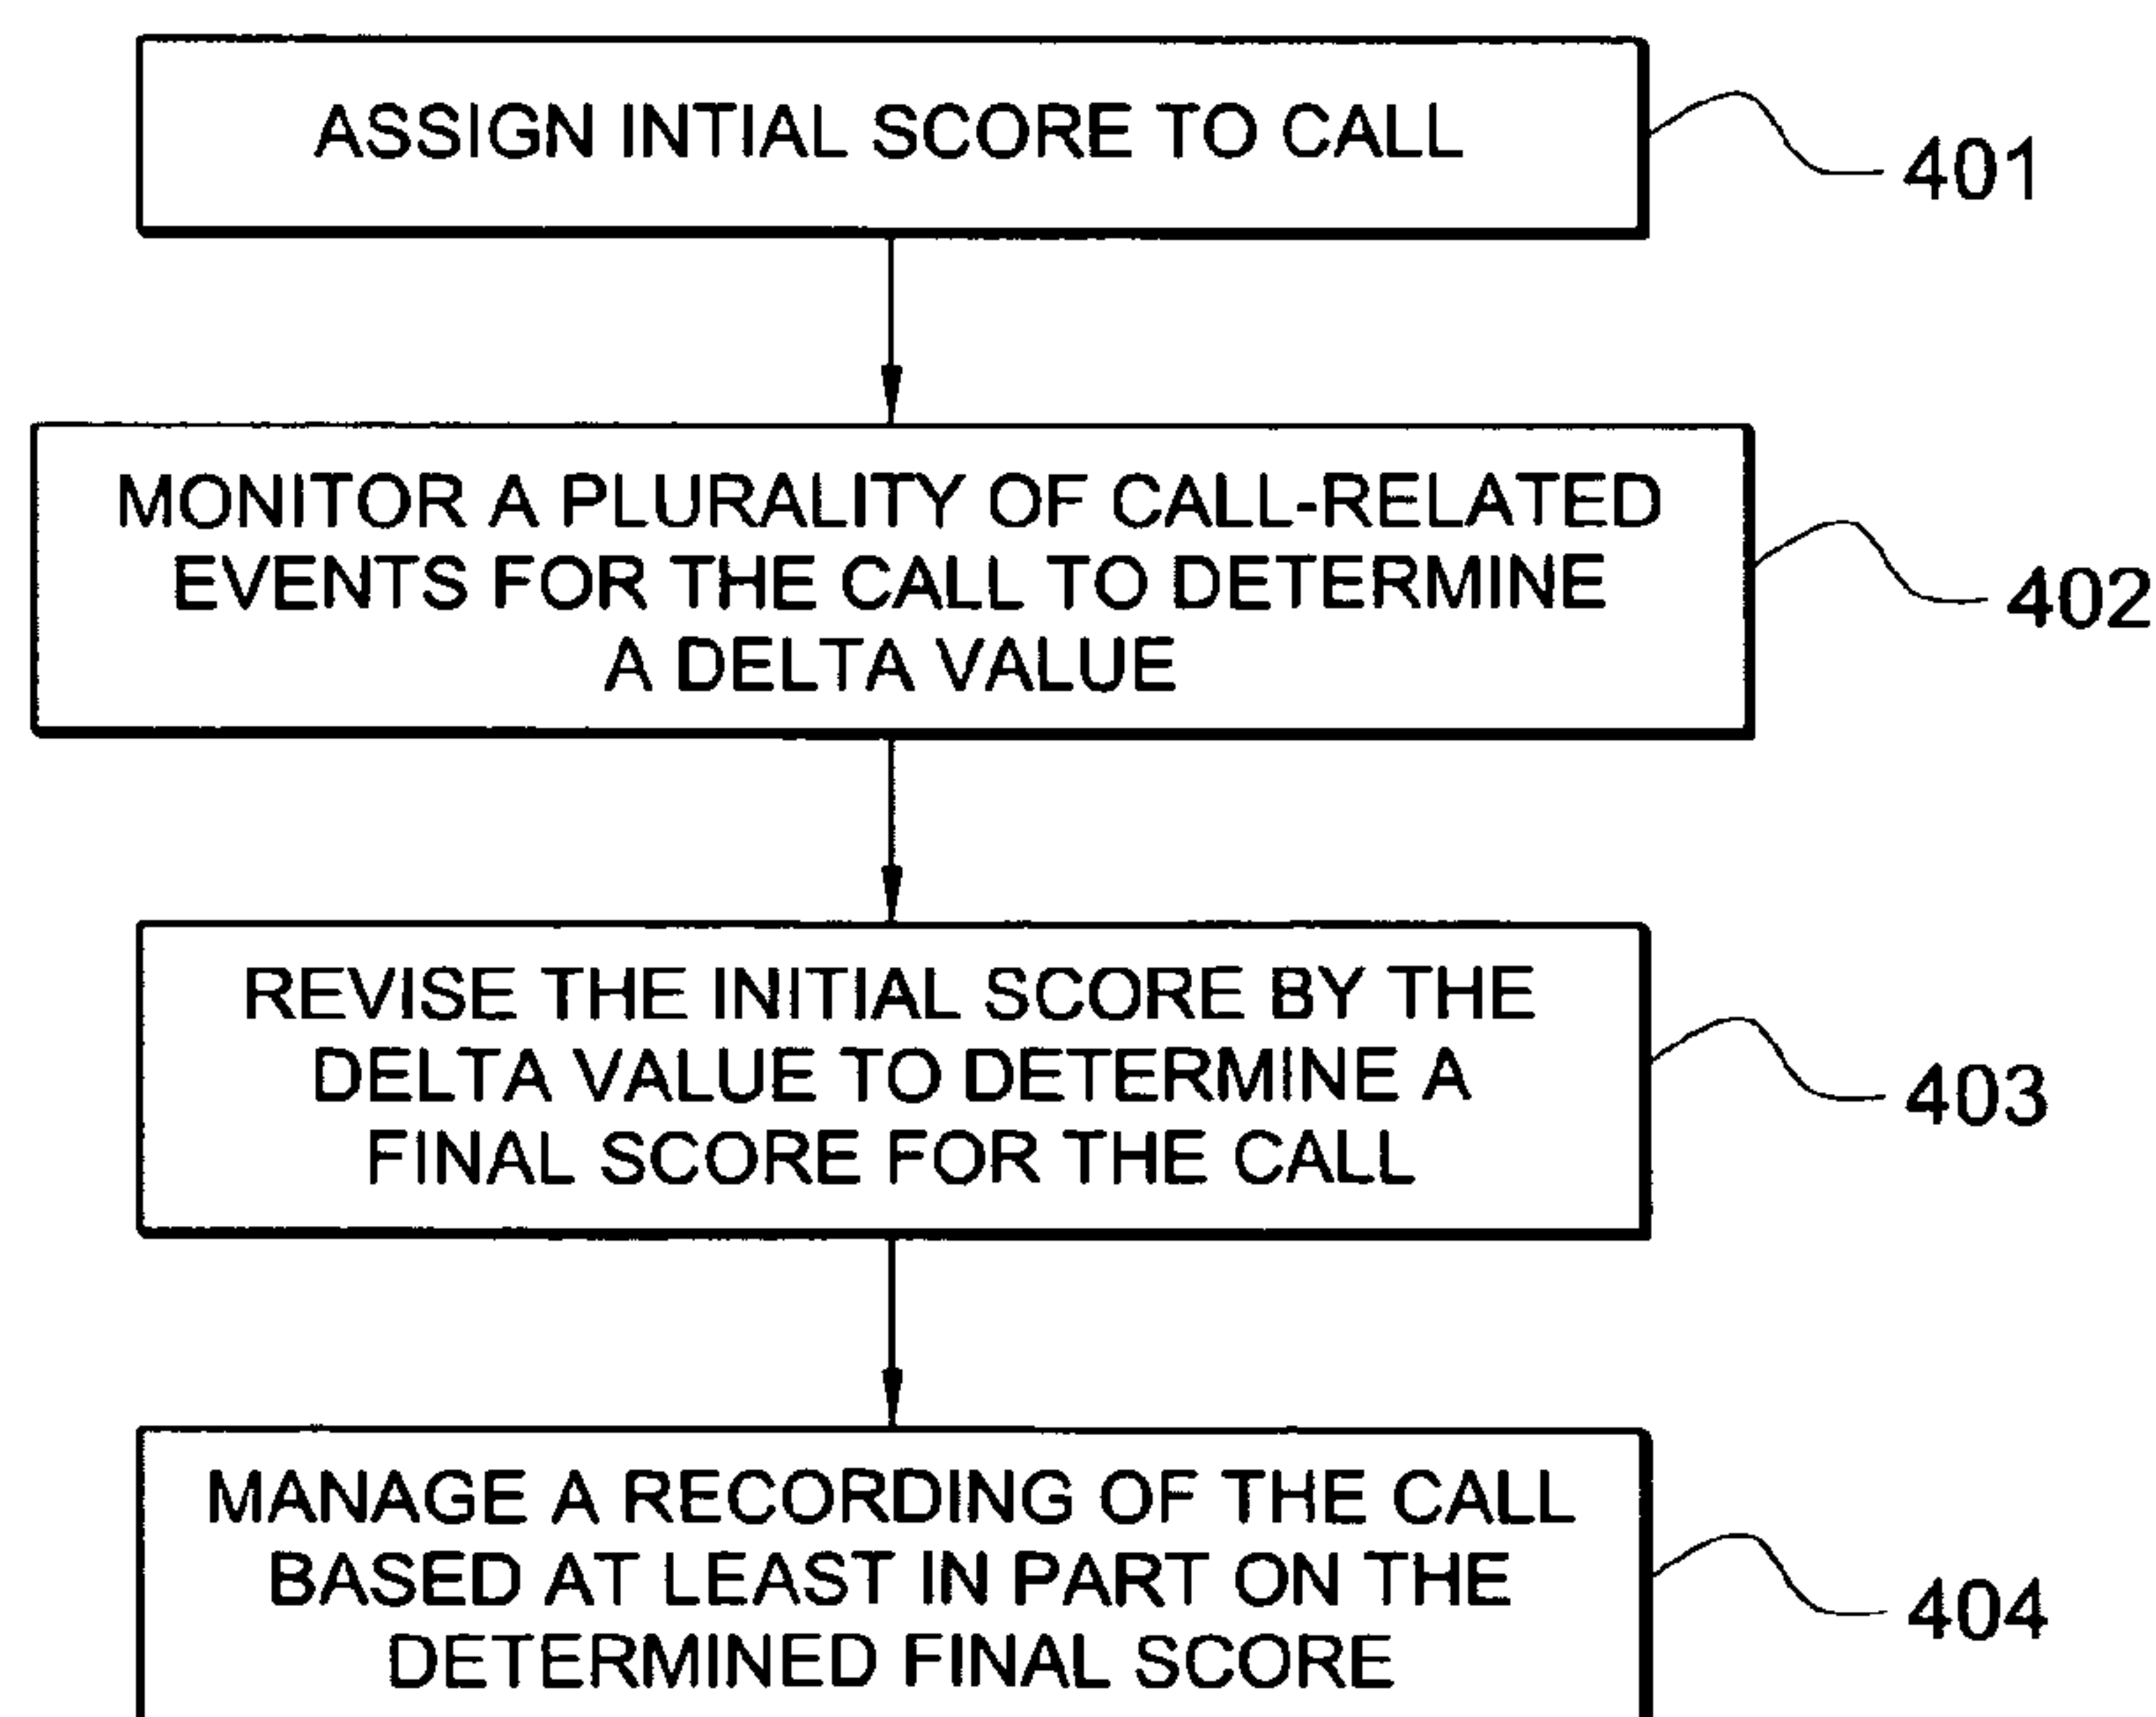 ASSIGN INTIAL SCORE TO CALL
401
MONITOR A PLURALITY OF CALL-RELATED
EVENTS FOR THE CALL TO DETERMINE
A DELTA VALUE
402
REVISE THE INITIAL SCORE BY THE
DELTA VALUE TO DETERMINE A
FINAL SCORE FOR THE CALL
403
MANAGE A RECORDING OF THE CALL
BASED AT LEAST IN PART ON THE
DETERMINED FINAL SCORE
404